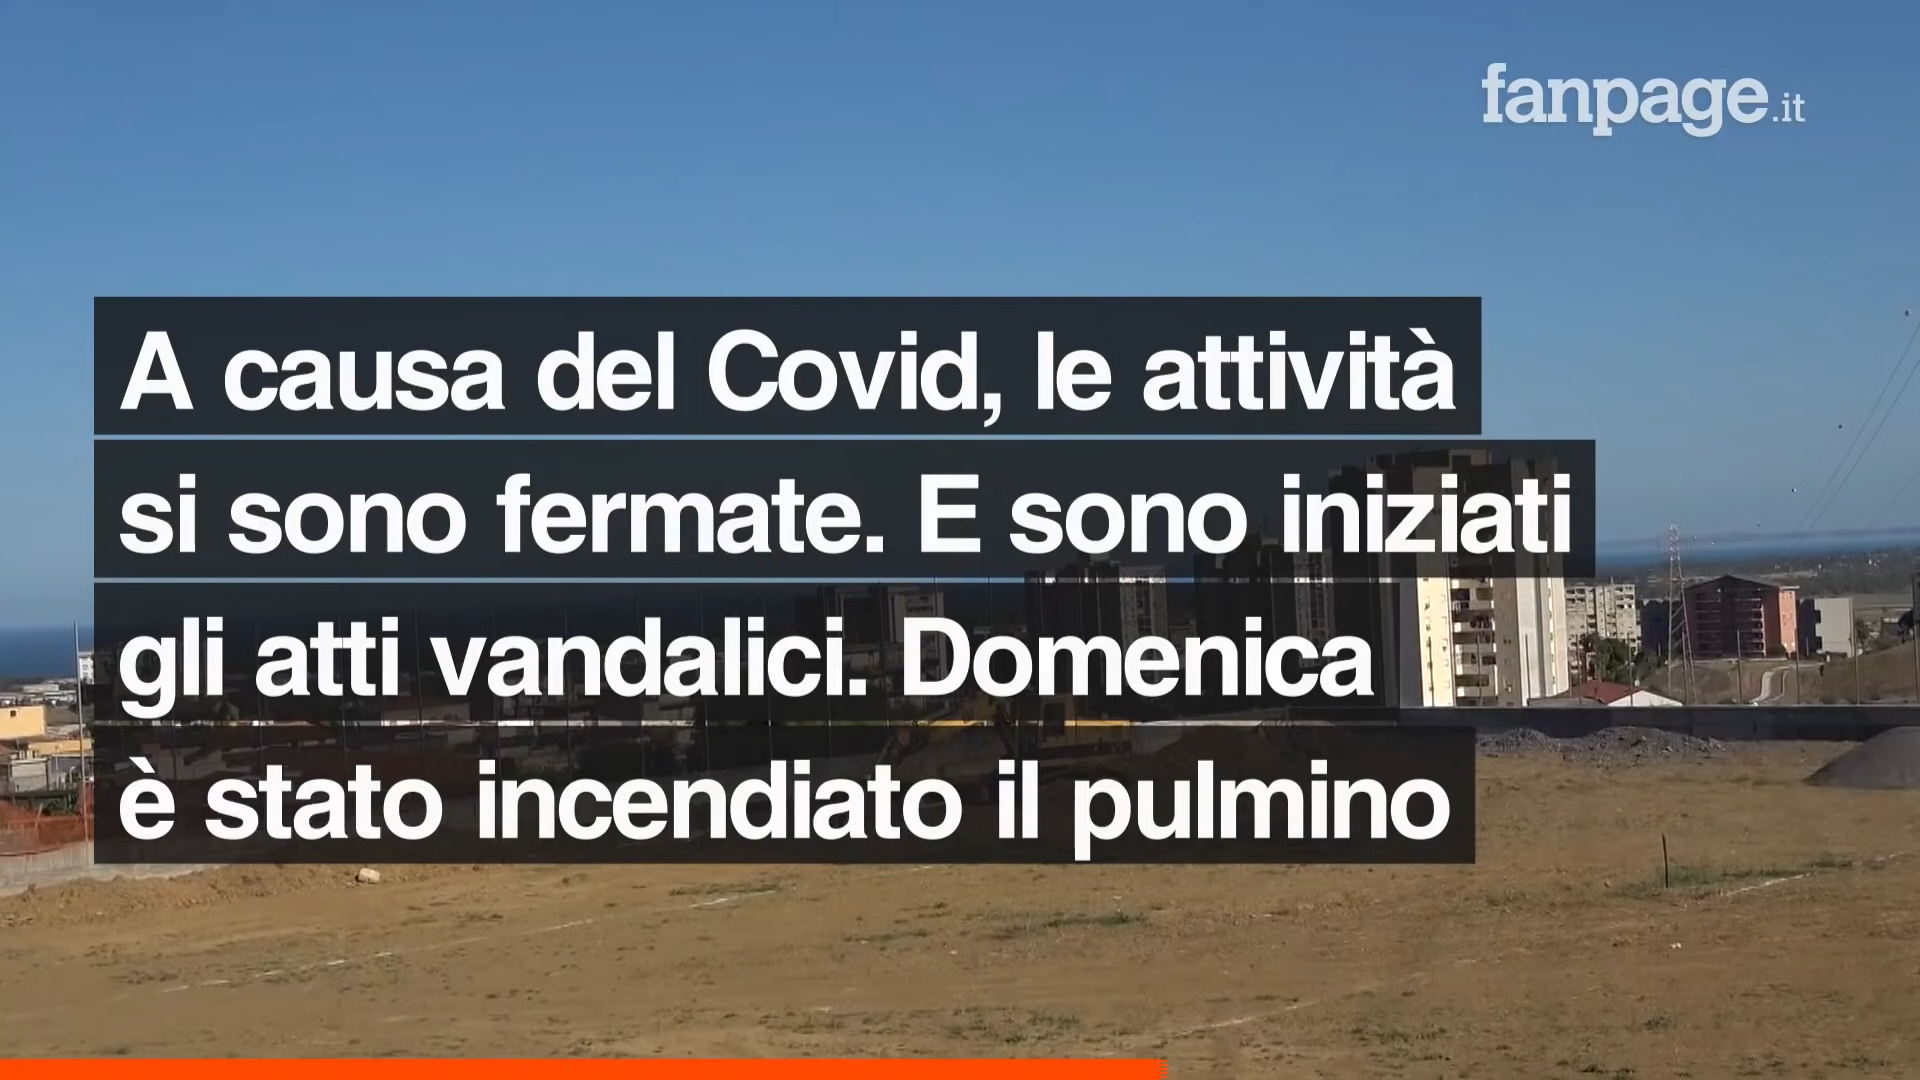 fanpage.it
A causa del Covid, le attività
si sono fermate. E sono iniziati
gli atti vandalici. Domenica
è stato incendiato il pulmino